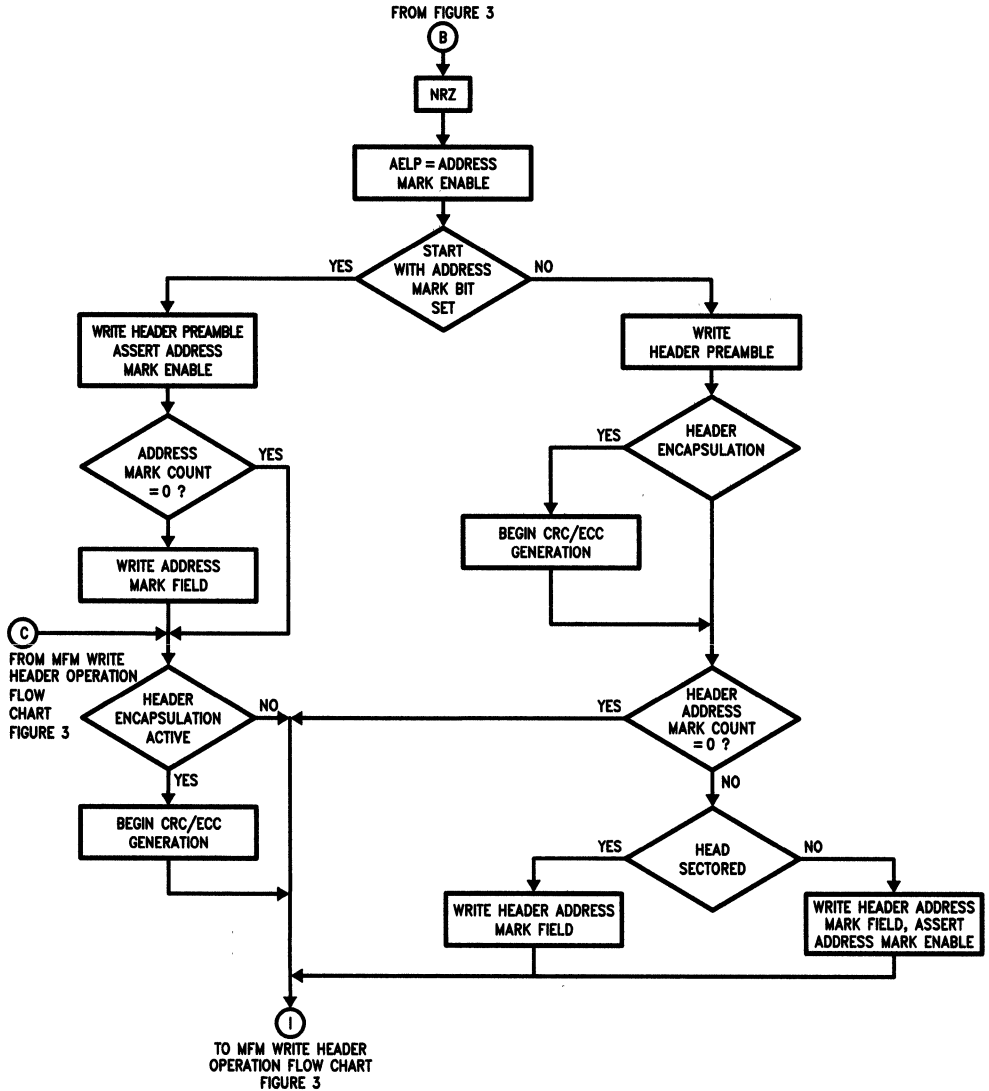 FROM FIGURE 3
B
NRZ
AELP = ADDRESS
MARK ENABLE
START
WITH ADDRESS
MARK BIT
SET
YES
NO
WRITE HEADER PREAMBLE
ASSERT ADDRESS
MARK ENABLE
WRITE
HEADER PREAMBLE
ADDRESS
MARK COUNT
= 0 ?
YES
HEADER
ENCAPSULATION
YES
BEGIN CRC/ECC
GENERATION
WRITE ADDRESS
MARK FIELD
C
FROM MFM WRITE
HEADER OPERATION
FLOW
CHART
FIGURE 3
HEADER
ENCAPSULATION
ACTIVE
NO
YES
HEADER
ADDRESS
MARK COUNT
= 0 ?
YES
NO
BEGIN CRC/ECC
GENERATION
HEAD
SECTORED
YES
NO
WRITE HEADER ADDRESS
MARK FIELD
WRITE HEADER ADDRESS
MARK FIELD, ASSERT
ADDRESS MARK ENABLE
I
TO MFM WRITE HEADER
OPERATION FLOW CHART
FIGURE 3